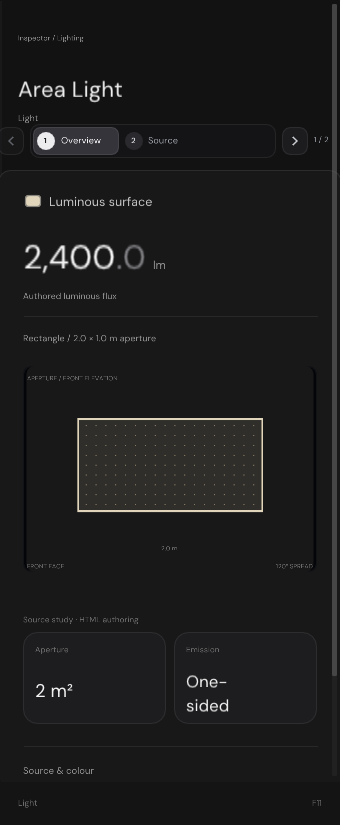 Inspector / Lighting
Area Light
Light
1 Overview 2 Source 1 / 2
Luminous surface
2,400.0 lm
Authored luminous flux
Rectangle / 2.0 × 1.0 m aperture
APERTURE / FRONT ELEVATION
2.0 m
FRONT FACE 120° SPREAD
Source study · HTML authoring
Aperture Emission
2 m² One-
sided
Source & colour
Light F11